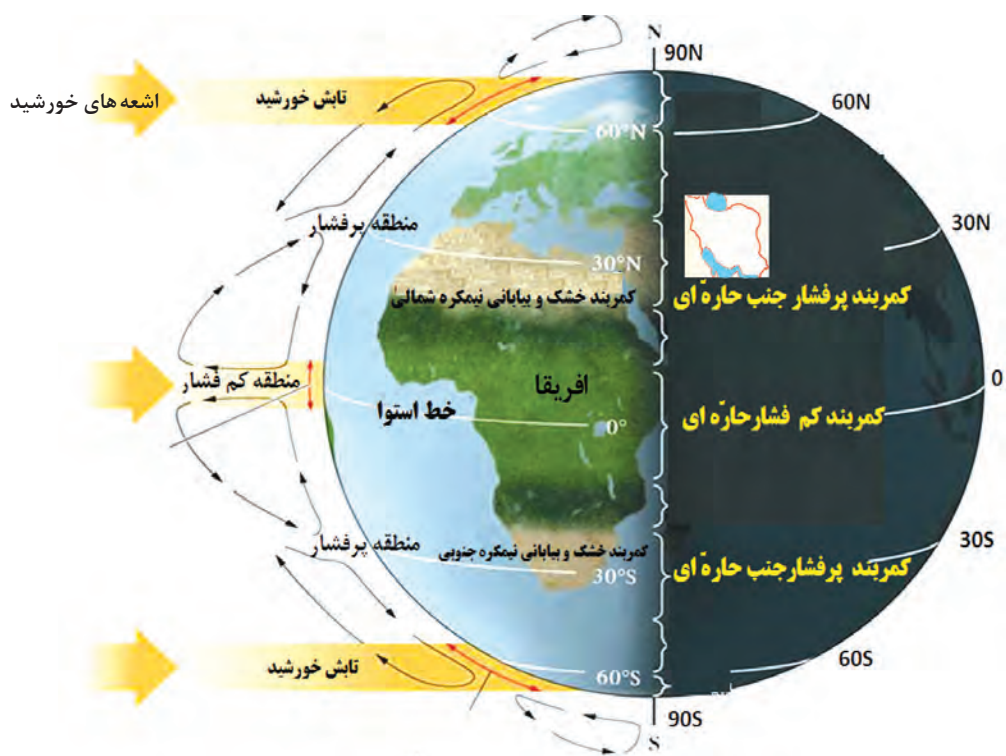 N
90N
اشعه های خورشید
تابش خورشید
60N
60°N
منطقه پرفشار
30N
30°N
کمربند خشک و بیابانی نیمکره شمالی
کمربند پرفشار جنب حارّه ای
منطقه کم فشار
افریقا
0
خط استوا
0°
کمربند کم فشارحارّه ای
منطقه پرفشار
کمربند خشک و بیابانی نیمکره جنوبی
30S
30°S
کمربند پرفشارجنب حارّه ای
تابش خورشید
60°S
60S
90S
S